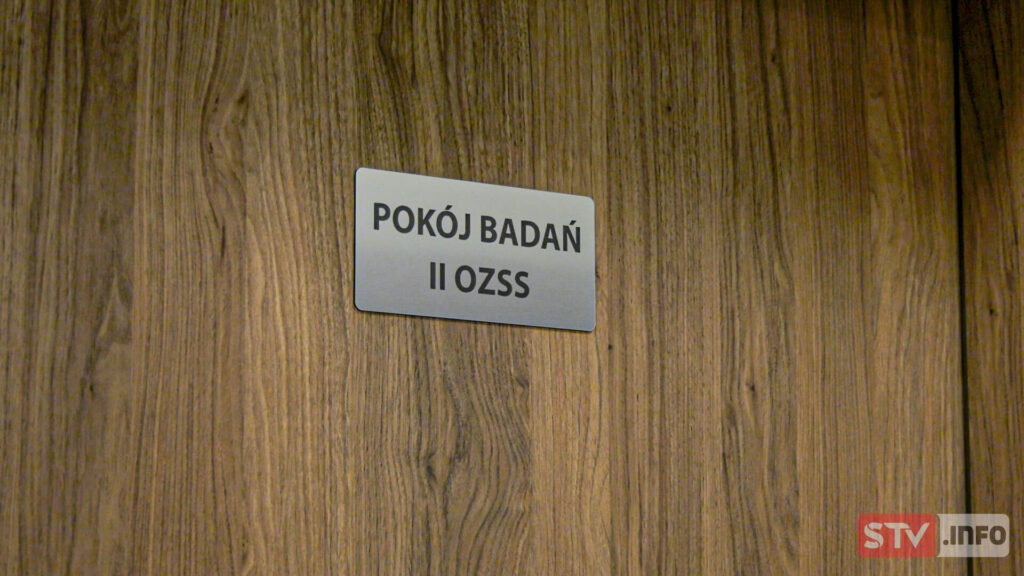 POKÓJ BADAŃ
II OZSS
STV.INFO